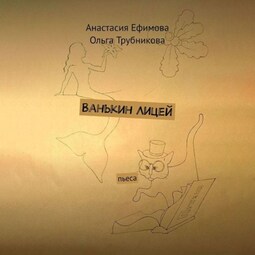 Анастасия Ефимова
Ольга Трубникова
ВАНЬКИН ЛИЦЕЙ
пьеса